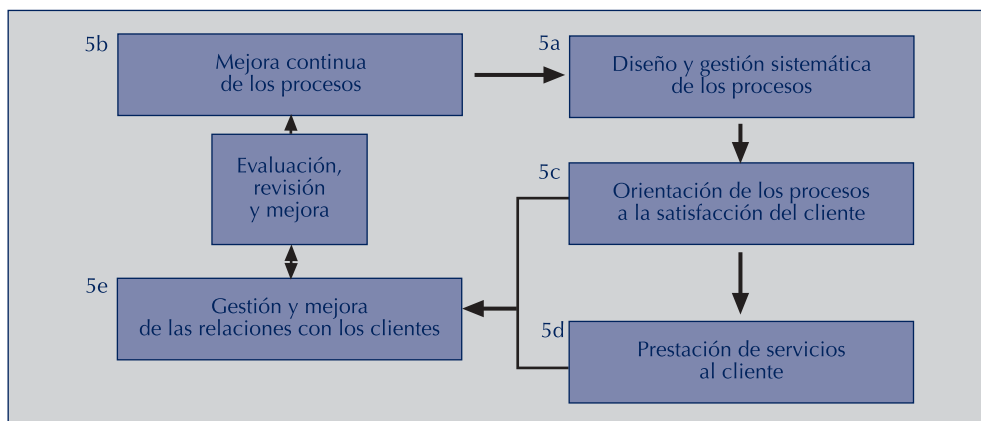 5b
Mejora continua
de los procesos
5a
Diseño y gestión sistemática
de los procesos
Evaluación,
revisión
y mejora
5c
Orientación de los procesos
a la satisfacción del cliente
5e
Gestión y mejora
de las relaciones con los clientes
5d
Prestación de servicios
al cliente